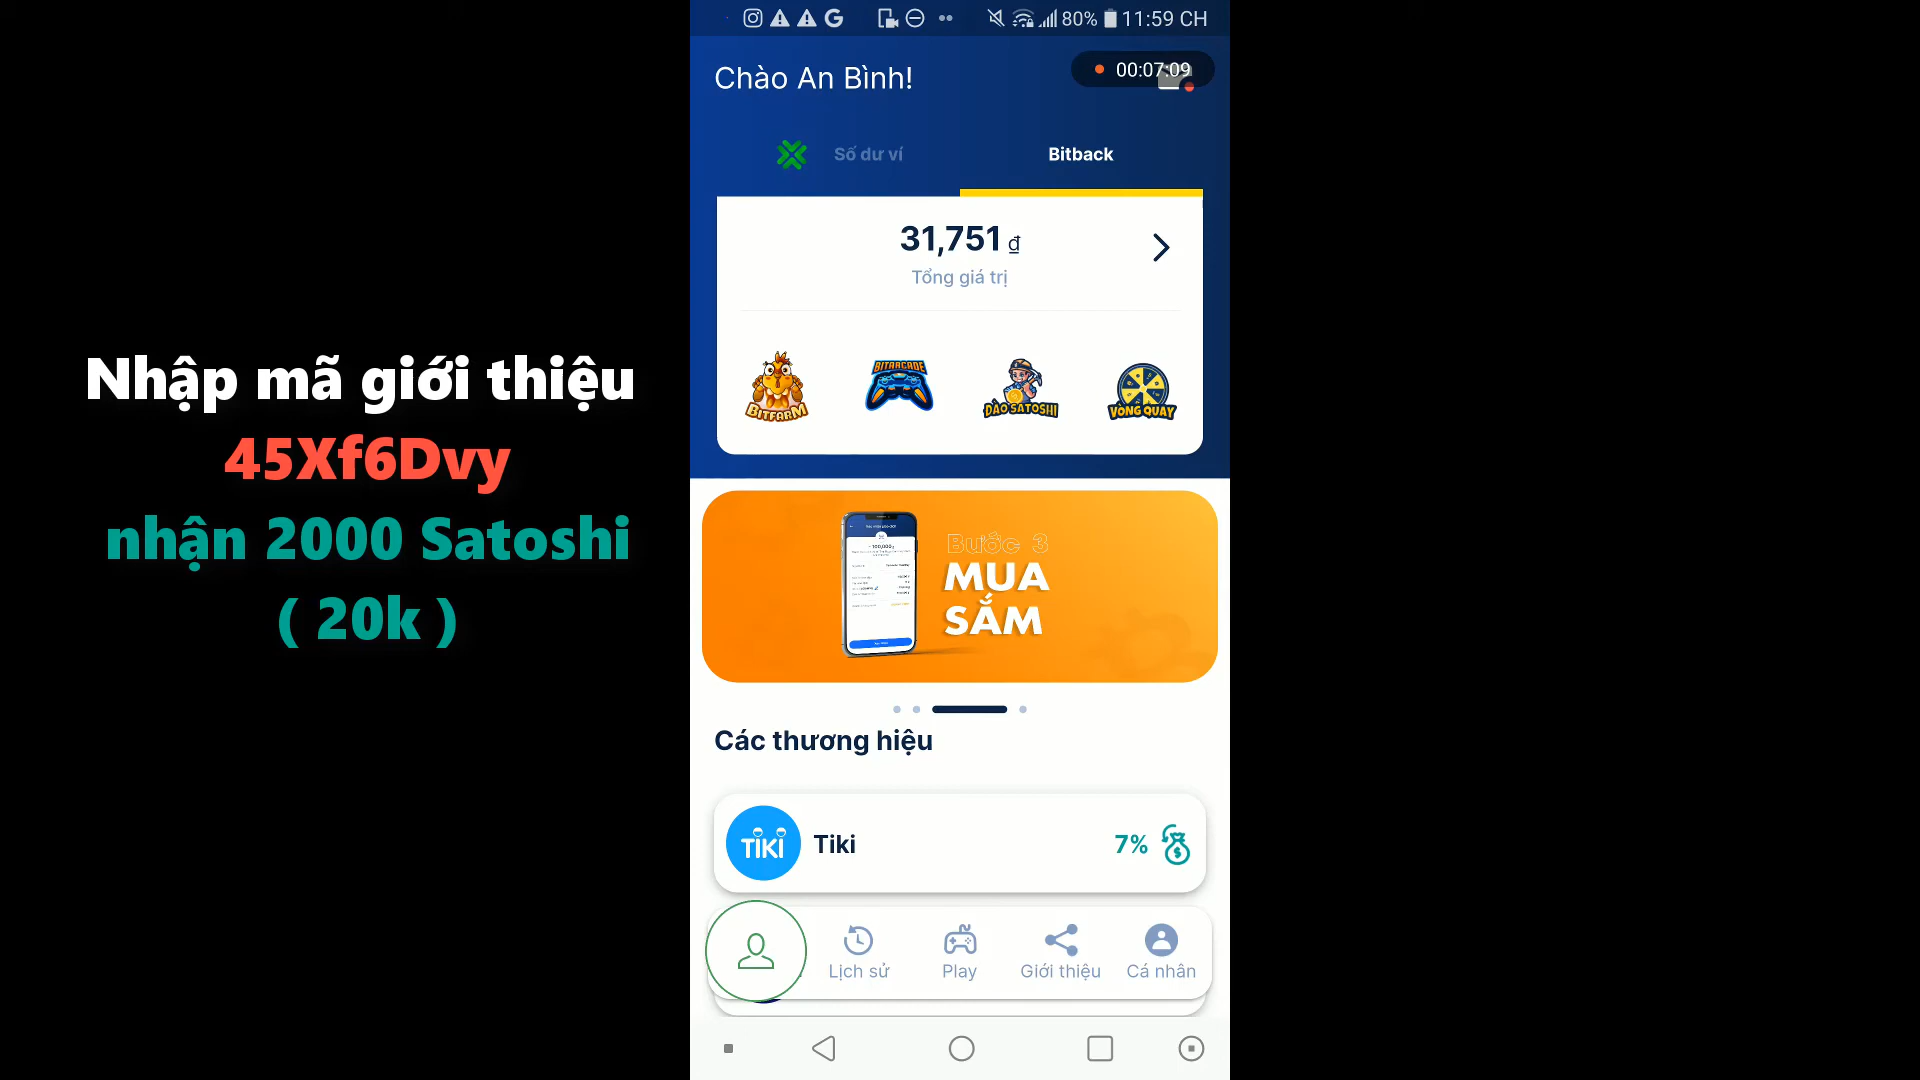 80% 11:59 CH
Chào An Bình!
00:07:09
Số dư ví
Bitback
31,751 đ
Tổng giá trị
BITFARM
BITARCADE
ĐÀO SATOSHI
VÒNG QUAY
Nhập mã giới thiệu
45Xf6Dvy
nhận 2000 Satoshi
( 20k )
Bước 3
MUA
SẮM
Các thương hiệu
TIKI
Tiki
7%
Lịch sử
Play
Giới thiệu
Cá nhân